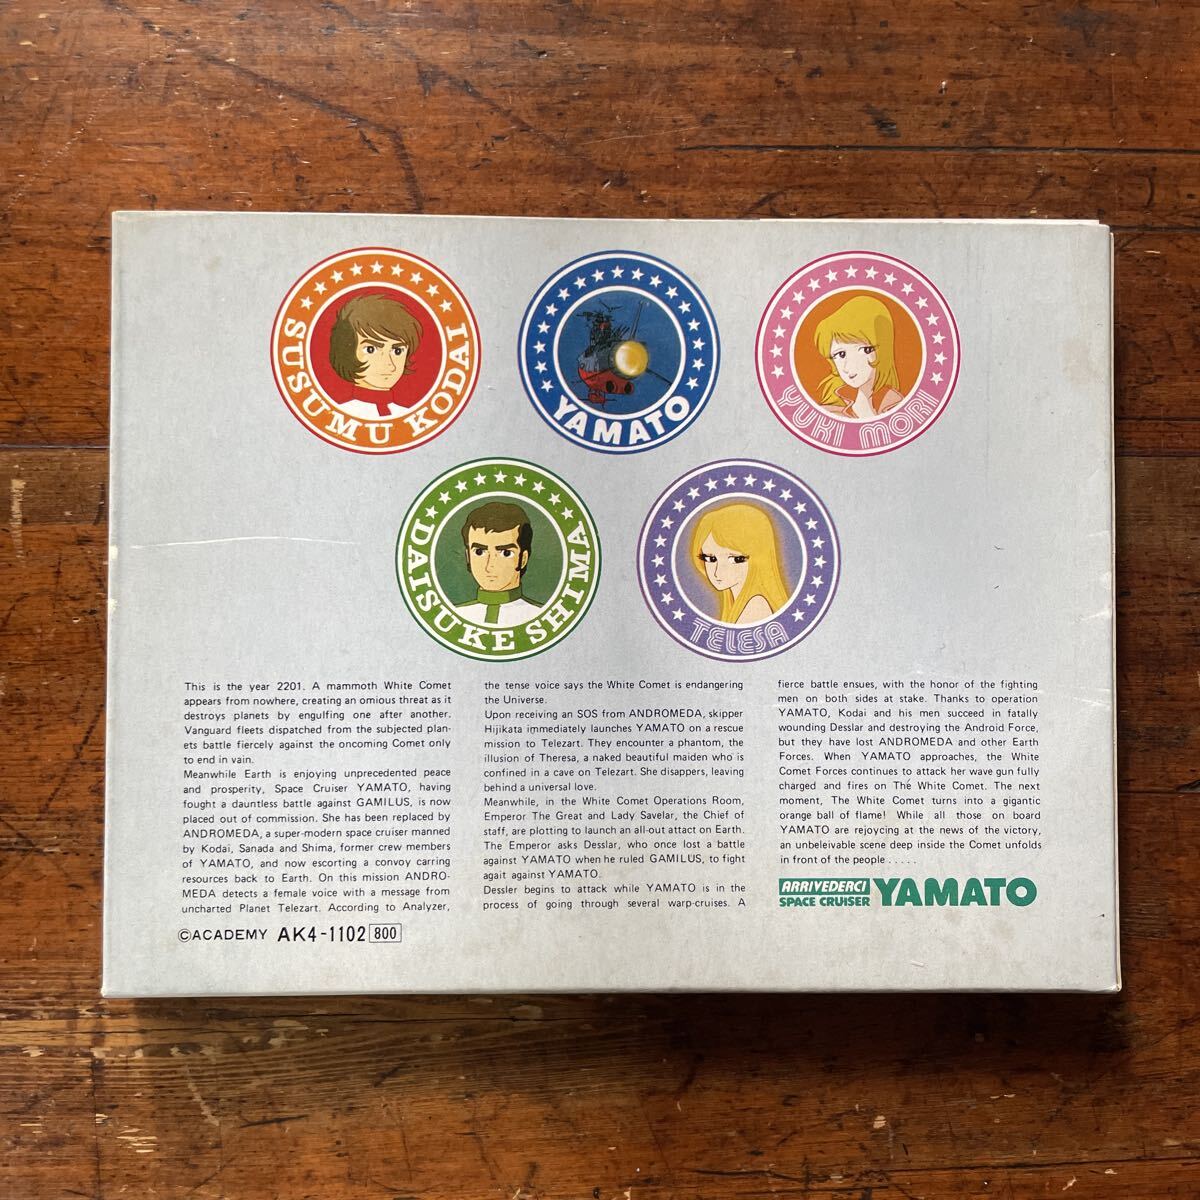 SUSUMU KODAI
YAMATO
YUKI MORI
DAISUKE SHIMA
TELESA
This is the year 2201. A mammoth White Comet
appears from nowhere, creating an omious threat as it
destroys planets by engulfing one after another.
Vanguard fleets dispatched from the subjected plan-
ets battle fiercely against the oncoming Comet only
to end in vain.
Meanwhile Earth is enjoying unprecedented peace
and prosperity, Space Cruiser YAMATO, having
fought a dauntless battle against GAMILUS, is now
placed out of commission. She has been replaced by
ANDROMEDA, a super-modern space cruiser manned
by Kodai, Sanada and Shima, former crew members
of YAMATO, and now escorting a convoy carring
resources back to Earth. On this mission ANDRO-
MEDA detects a female voice with a message from
uncharted Planet Telezart. According to Analyzer,
the tense voice says the White Comet is endangering
the Universe.
Upon receiving an SOS from ANDROMEDA, skipper
Hijikata immediately launches YAMATO on a rescue
mission to Telezart. They encounter a phantom, the
illusion of Theresa, a naked beautiful maiden who is
confined in a cave on Telezart. She disappers, leaving
behind a universal love.
Meanwhile, in the White Comet Operations Room,
Emperor The Great and Lady Savelar, the Chief of
staff, are plotting to launch an all-out attact on Earth.
The Emperor asks Desslar, who once lost a battle
against YAMATO when he ruled GAMILUS, to fight
agait against YAMATO.
Dessler begins to attack while YAMATO is in the
process of going through several warp-cruises. A
fierce battle ensues, with the honor of the fighting
men on both sides at stake. Thanks to operation
YAMATO, Kodai and his men succeed in fatally
wounding Desslar and destroying the Android Force,
but they have lost ANDROMEDA and other Earth
Forces. When YAMATO approaches, the White
Comet Forces continues to attack her wave gun fully
charged and fires on The White Comet. The next
moment, The White Comet turns into a gigantic
orange ball of flame! While all those on board
YAMATO are rejoycing at the news of the victory,
an unbeleivable scene deep inside the Comet unfolds
in front of the people . . . . .
ARRIVEDERCI
SPACE CRUISER YAMATO
©ACADEMY AK4-1102 800